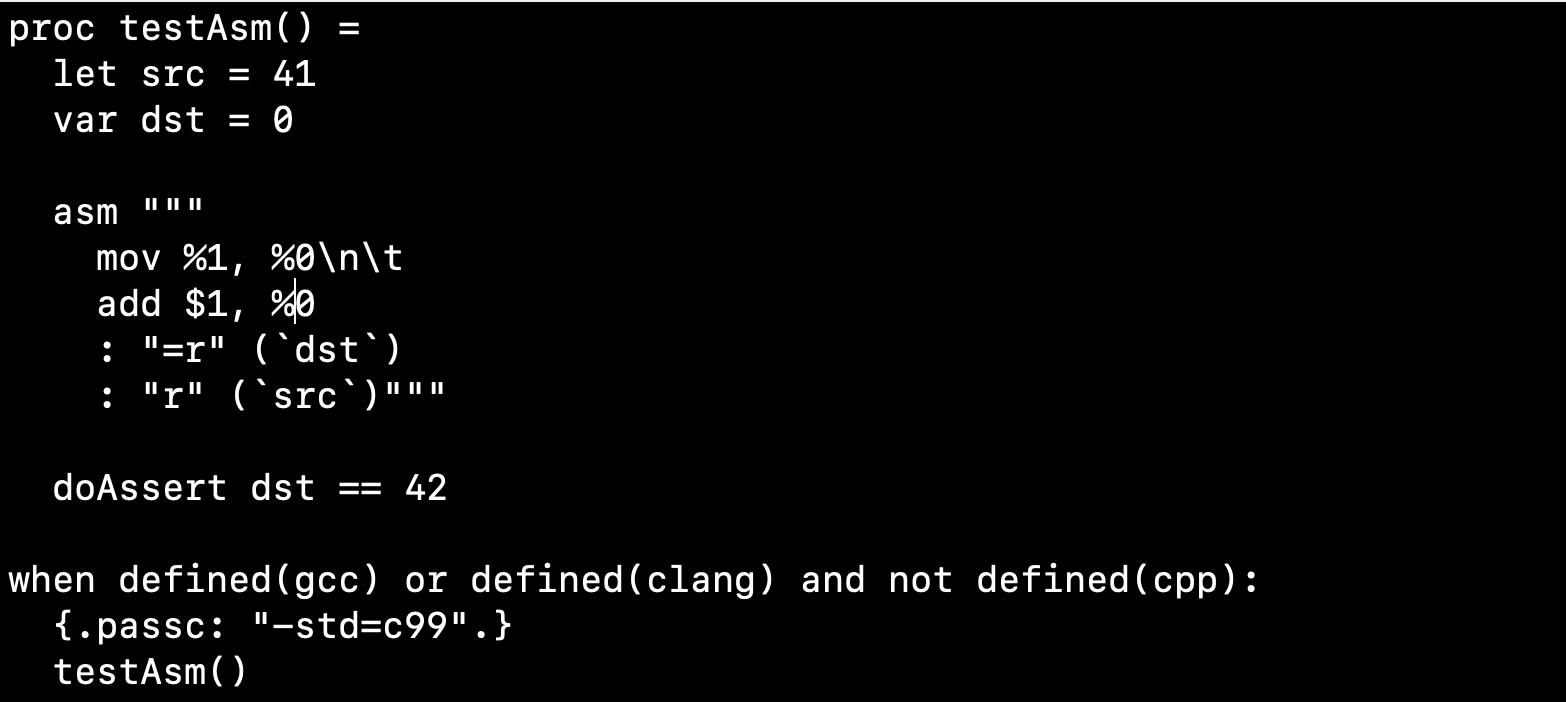 proc testAsm() =
  let src = 41
  var dst = 0

  asm """
    mov %1, %0\n\t
    add $1, %0
    : "=r" (`dst`)
    : "r" (`src`)"""

  doAssert dst == 42

when defined(gcc) or defined(clang) and not defined(cpp):
  {.passc: "-std=c99".}
  testAsm()